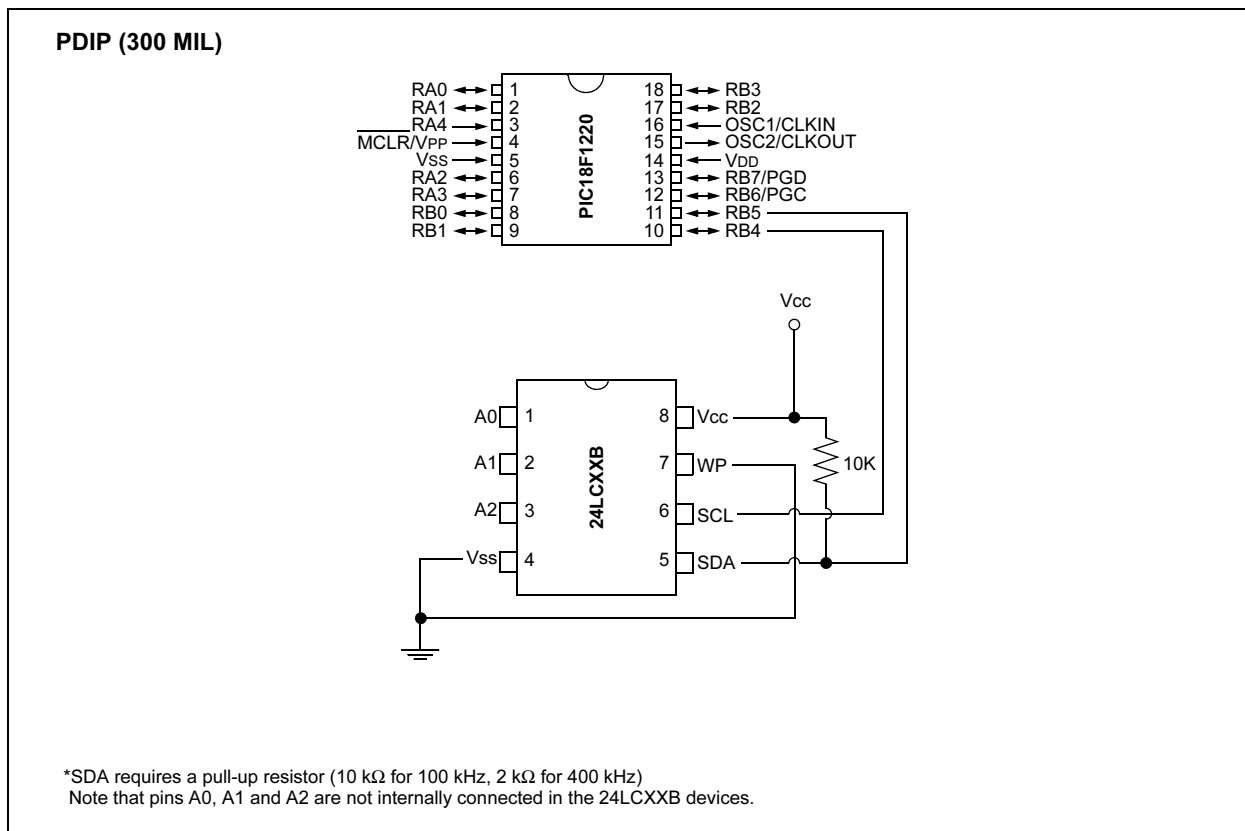 PDIP (300 MIL)
RA0 1 18 RB3
RA1 2 17 RB2
RA4 3 16 OSC1/CLKIN
MCLR/VPP 4 15 OSC2/CLKOUT
VSS 5 14 VDD
RA2 6 13 RB7/PGD
RA3 7 12 RB6/PGC
RB0 8 11 RB5
RB1 9 10 RB4
PIC18F1220
Vcc
A0 1 8 Vcc
A1 2 7 WP
A2 3 6 SCL
Vss 4 5 SDA
24LCXXB
10K
*SDA requires a pull-up resistor (10 kΩ for 100 kHz, 2 kΩ for 400 kHz)
Note that pins A0, A1 and A2 are not internally connected in the 24LCXXB devices.